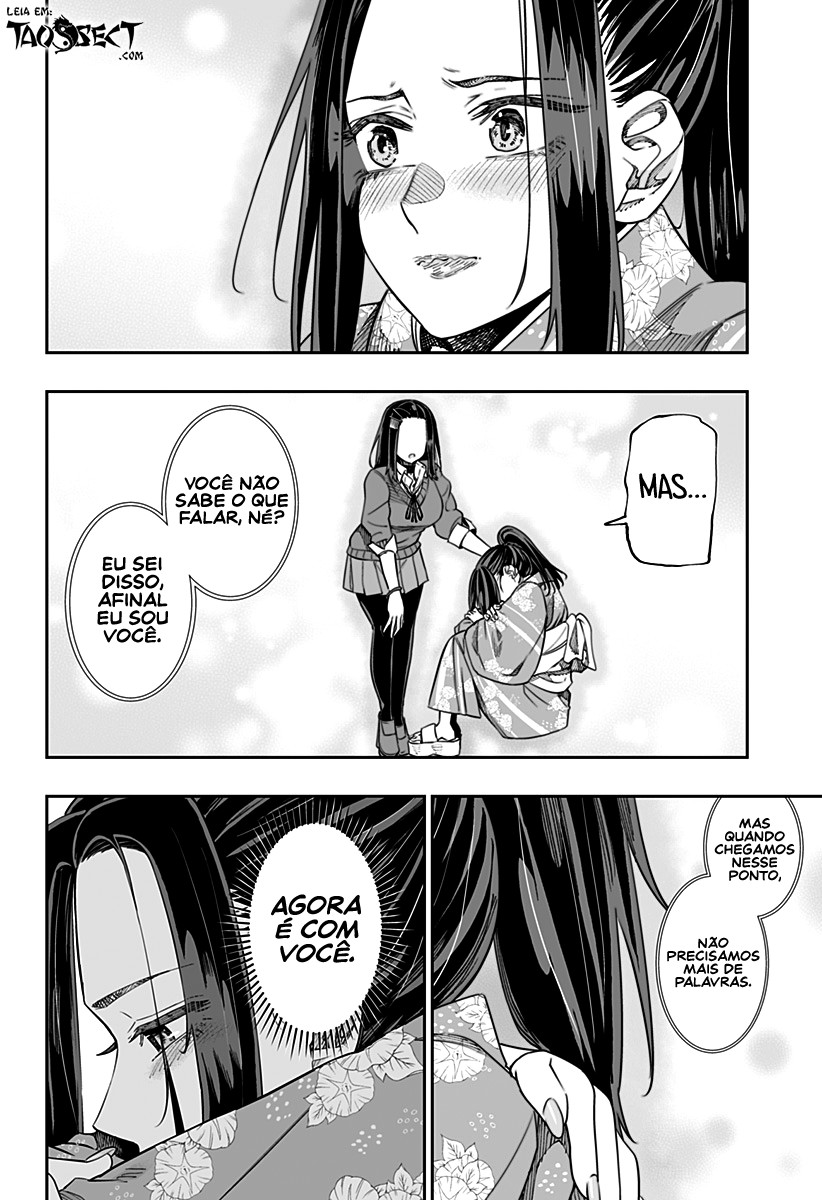 LEIA EM:
TAOSSECT
.COM
MAS...
VOCÊ NÃO
SABE O QUE
FALAR, NÉ?
EU SEI
DISSO,
AFINAL
EU SOU
VOCÊ.
MAS
QUANDO
CHEGAMOS
NESSE
PONTO,
NÃO
PRECISAMOS
MAIS DE
PALAVRAS.
AGORA
É COM
VOCÊ.